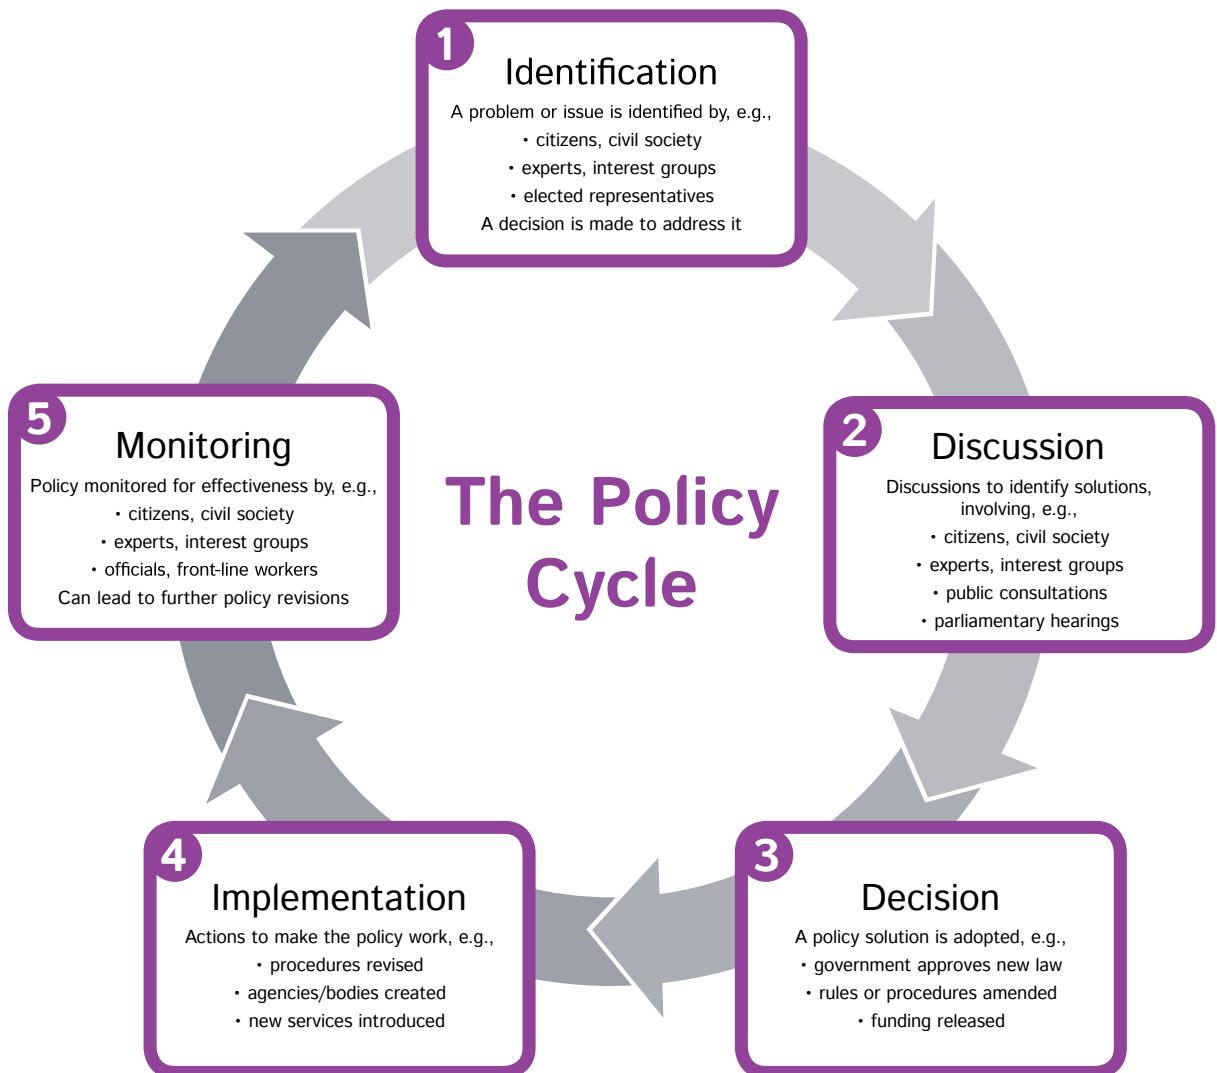 1
Identification
A problem or issue is identified by, e.g.,
• citizens, civil society
• experts, interest groups
• elected representatives
A decision is made to address it
2
Discussion
Discussions to identify solutions,
involving, e.g.,
• citizens, civil society
• experts, interest groups
• public consultations
• parliamentary hearings
3
Decision
A policy solution is adopted, e.g.,
• government approves new law
• rules or procedures amended
• funding released
4
Implementation
Actions to make the policy work, e.g.,
• procedures revised
• agencies/bodies created
• new services introduced
5
Monitoring
Policy monitored for effectiveness by, e.g.,
• citizens, civil society
• experts, interest groups
• officials, front-line workers
Can lead to further policy revisions
The Policy
Cycle